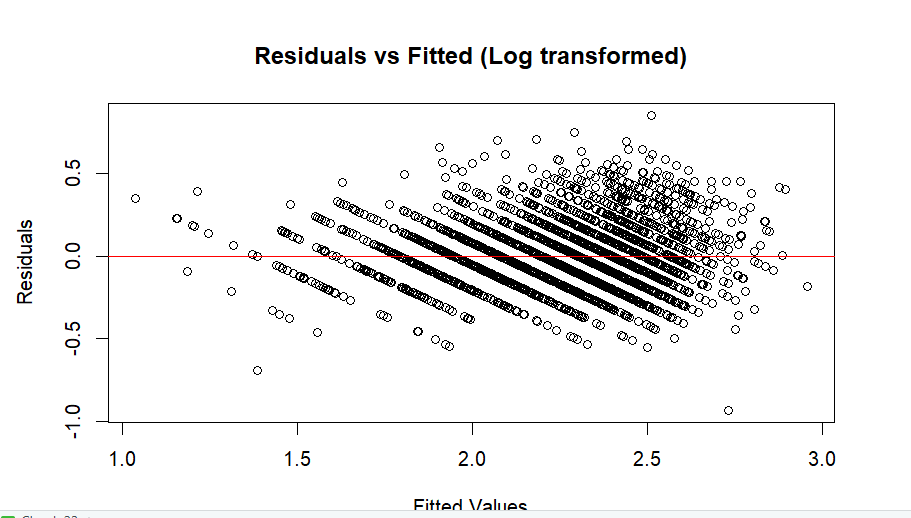 Residuals vs Fitted (Log transformed)
Residuals
0.5
0.0
-0.5
-1.0
1.0 1.5 2.0 2.5 3.0
Fitted Values